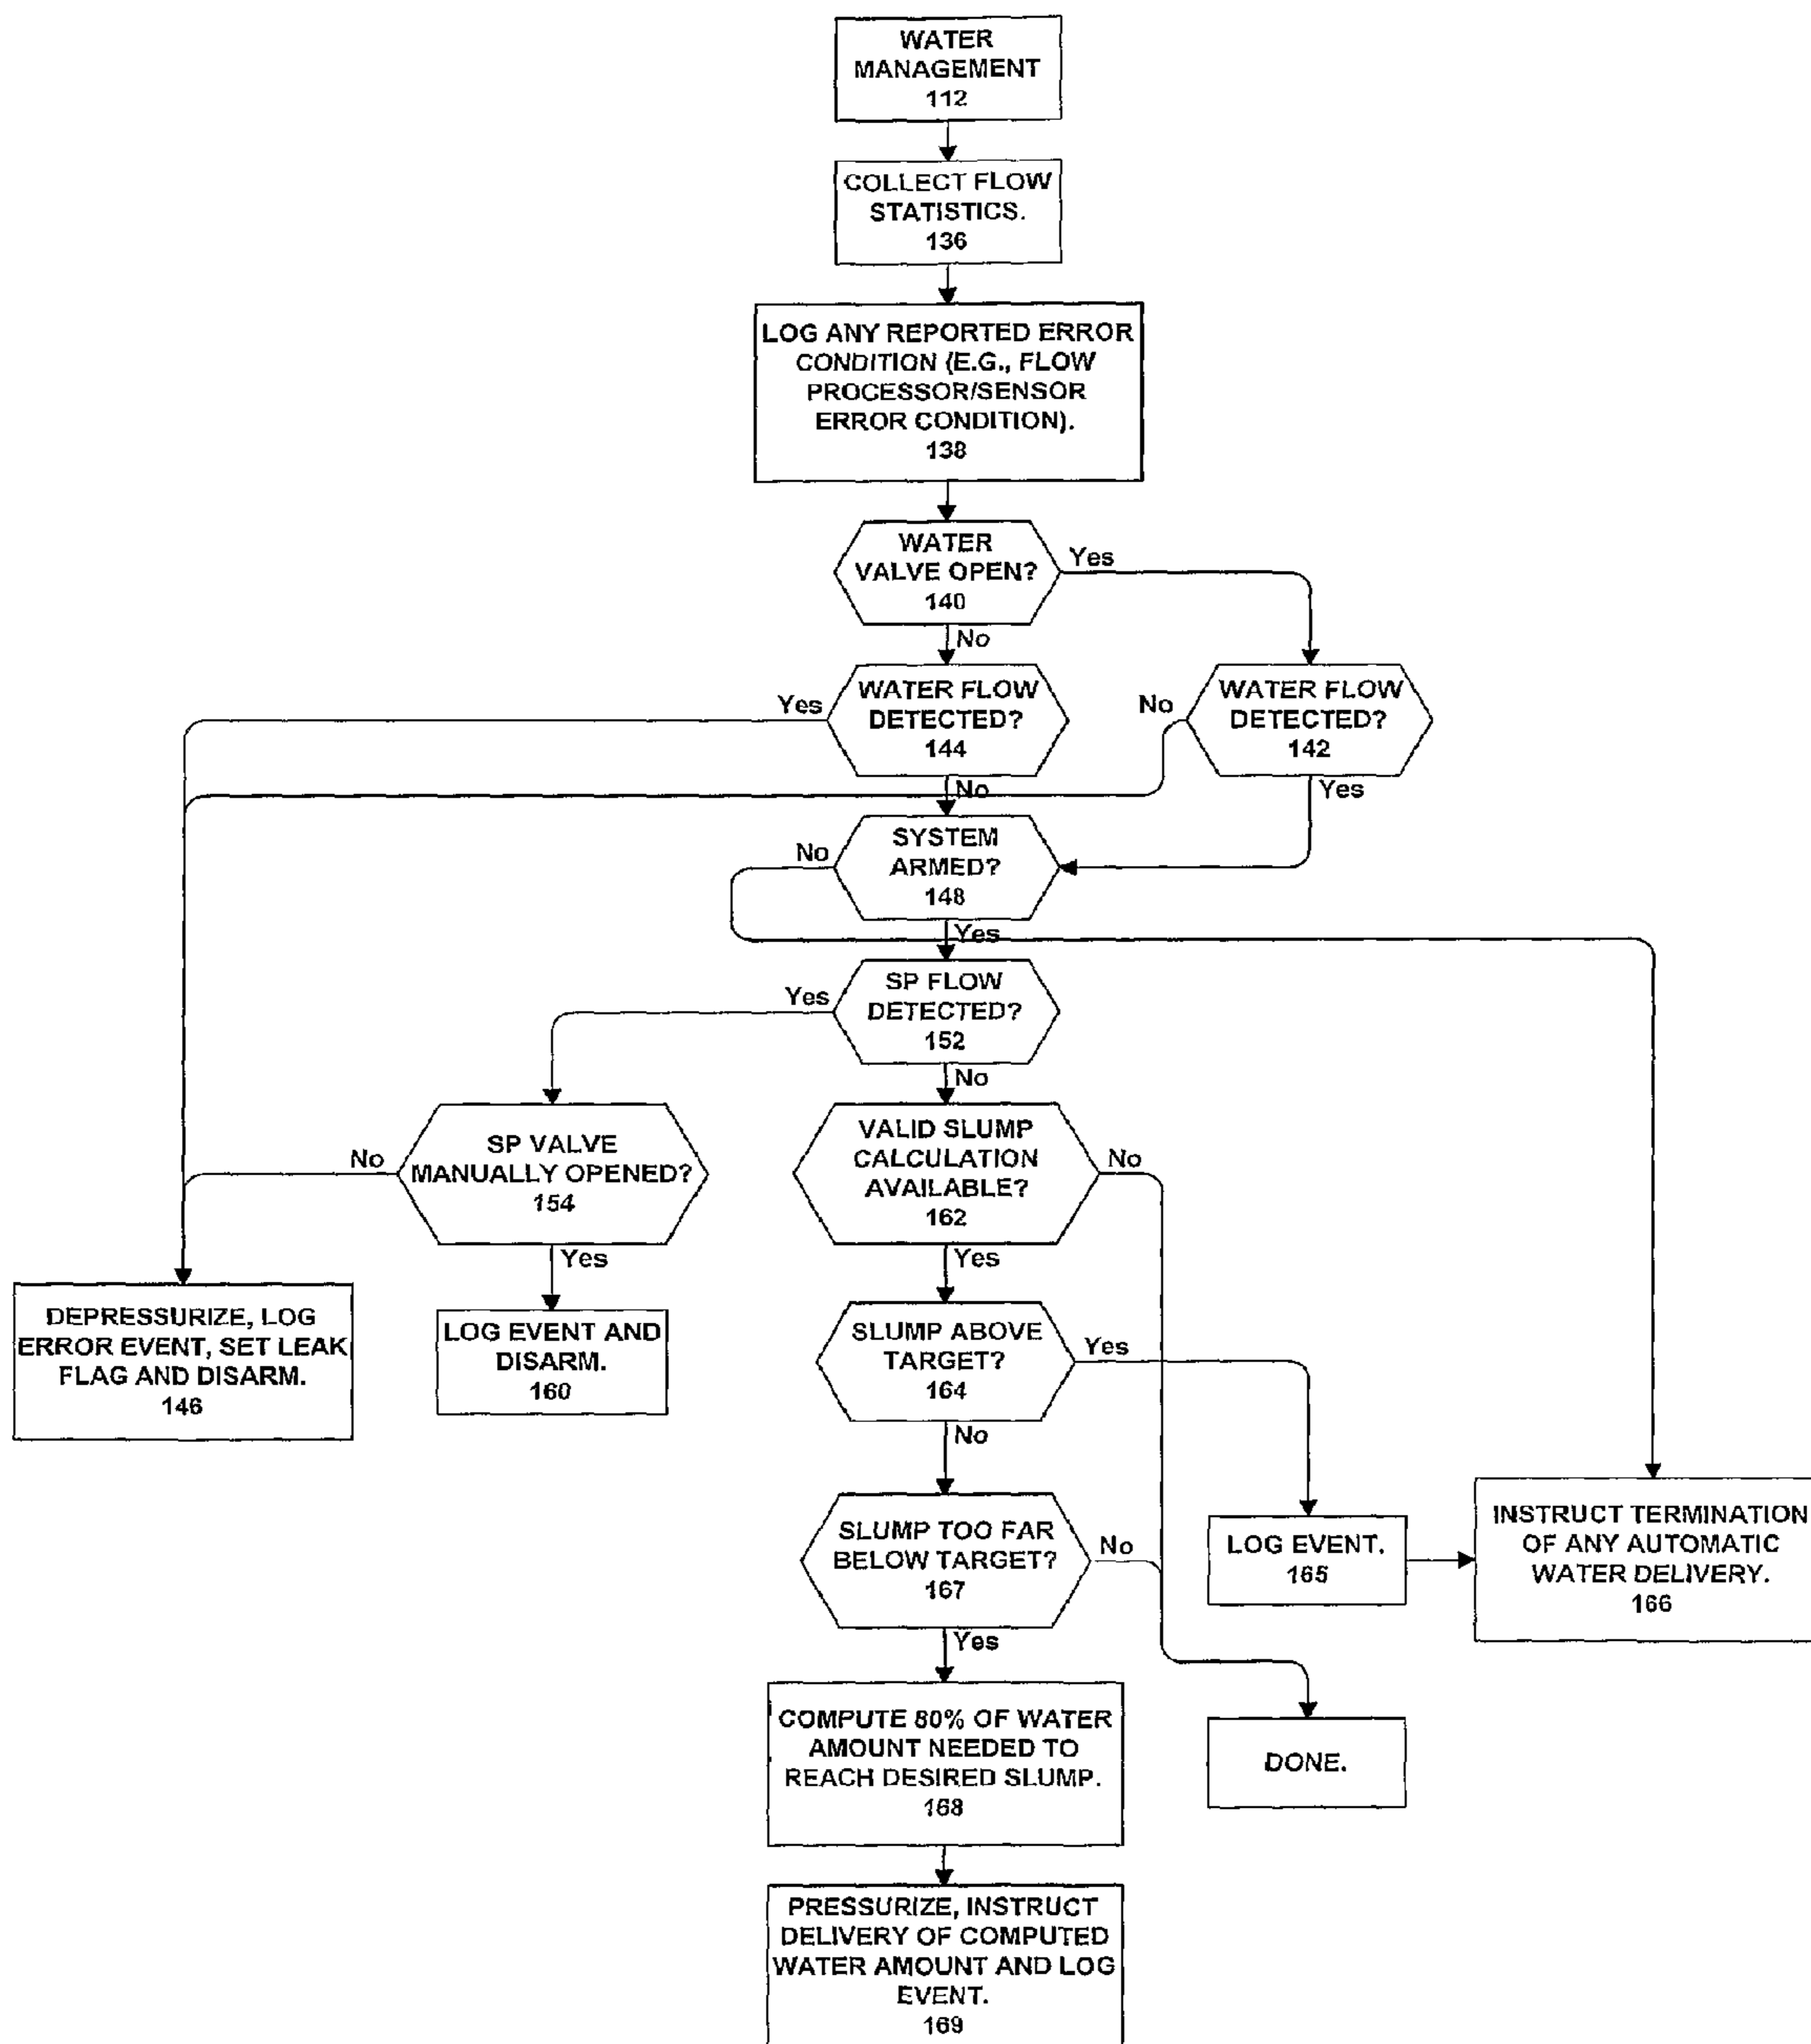 WATER
MANAGEMENT
112
COLLECT FLOW
STATISTICS.
136
LOG ANY REPORTED ERROR
CONDITION (E.G., FLOW
PROCESSOR/SENSOR
ERROR CONDITION).
138
WATER
VALVE OPEN?
140
Yes
No
WATER FLOW
DETECTED?
144
Yes
No
WATER FLOW
DETECTED?
142
No
Yes
SYSTEM
ARMED?
148
No
Yes
SP FLOW
DETECTED?
152
Yes
No
SP VALVE
MANUALLY OPENED?
154
No
Yes
VALID SLUMP
CALCULATION
AVAILABLE?
162
No
Yes
DEPRESSURIZE, LOG
ERROR EVENT, SET LEAK
FLAG AND DISARM.
146
LOG EVENT AND
DISARM.
160
SLUMP ABOVE
TARGET?
164
Yes
No
SLUMP TOO FAR
BELOW TARGET?
167
No
Yes
LOG EVENT.
165
INSTRUCT TERMINATION
OF ANY AUTOMATIC
WATER DELIVERY.
166
COMPUTE 80% OF WATER
AMOUNT NEEDED TO
REACH DESIRED SLUMP.
168
DONE.
PRESSURIZE, INSTRUCT
DELIVERY OF COMPUTED
WATER AMOUNT AND LOG
EVENT.
169